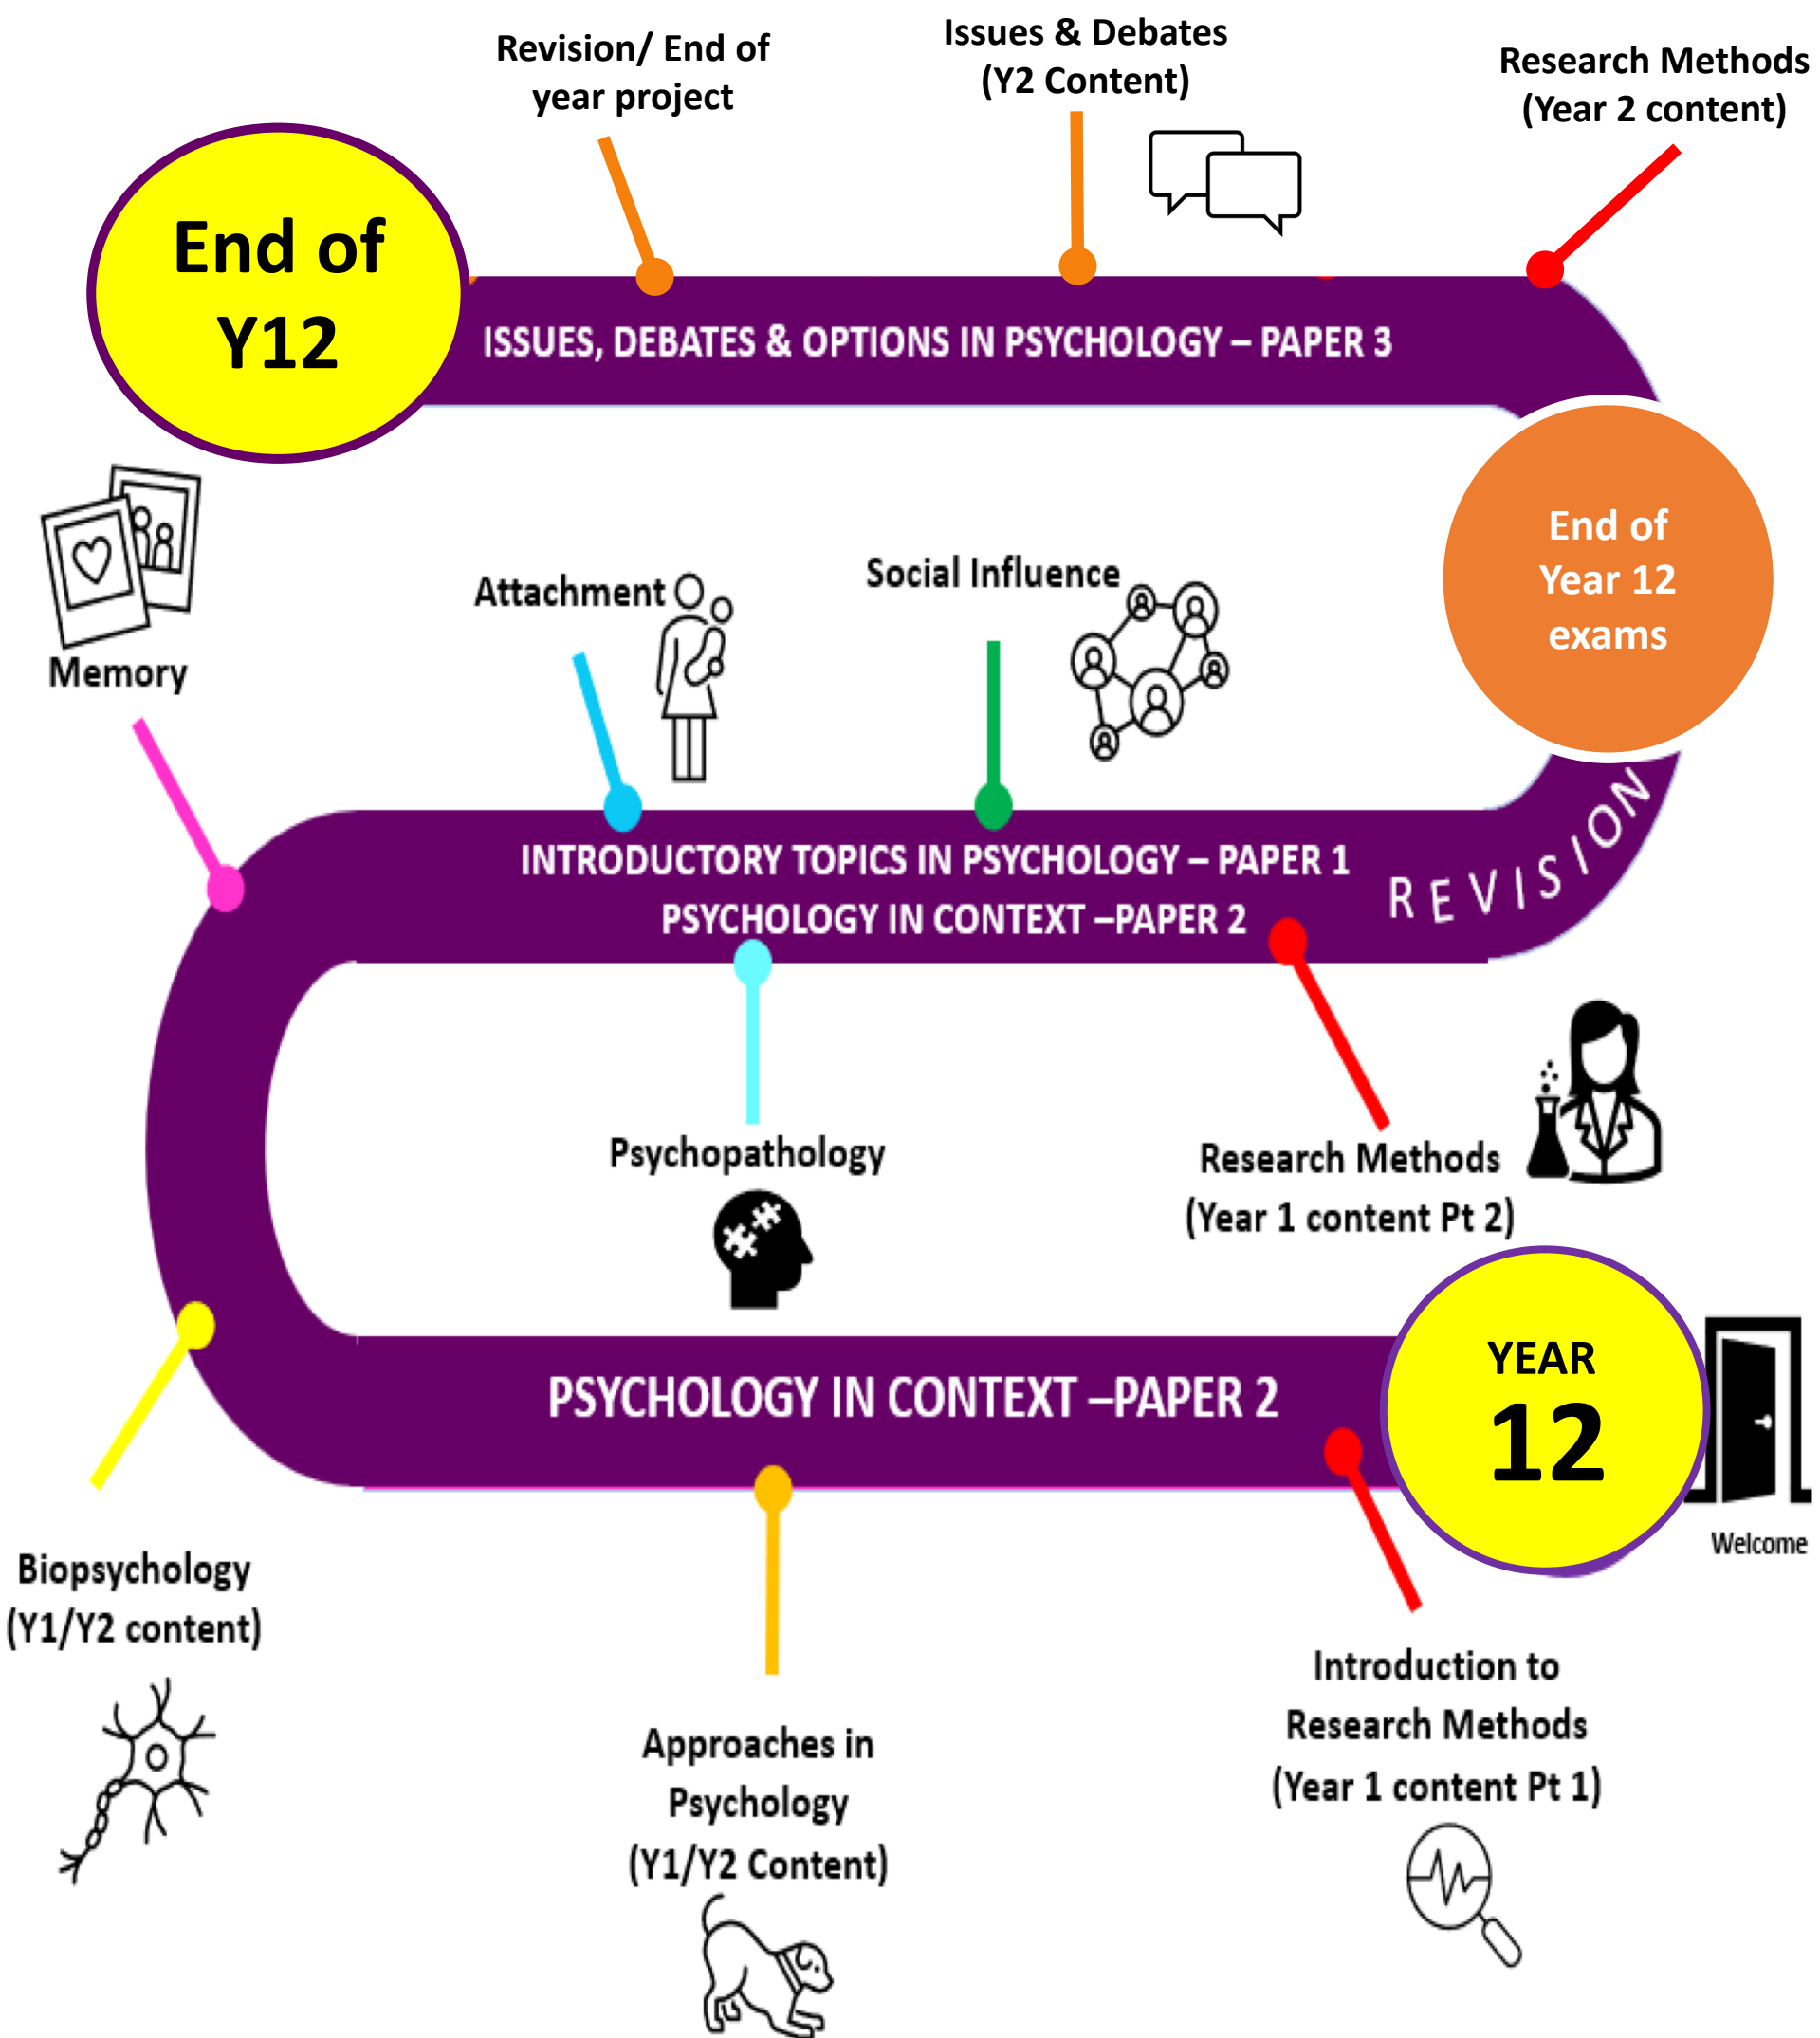 Revision/ End of
year project
Issues & Debates
(Y2 Content)
Research Methods
(Year 2 content)
End of
Y12
ISSUES, DEBATES & OPTIONS IN PSYCHOLOGY – PAPER 3
End of
Year 12
exams
Memory
Attachment
Social Influence
INTRODUCTORY TOPICS IN PSYCHOLOGY – PAPER 1
PSYCHOLOGY IN CONTEXT –PAPER 2
REVISION
Psychopathology
Research Methods
(Year 1 content Pt 2)
PSYCHOLOGY IN CONTEXT –PAPER 2
YEAR
12
Welcome
Biopsychology
(Y1/Y2 content)
Approaches in
Psychology
(Y1/Y2 Content)
Introduction to
Research Methods
(Year 1 content Pt 1)